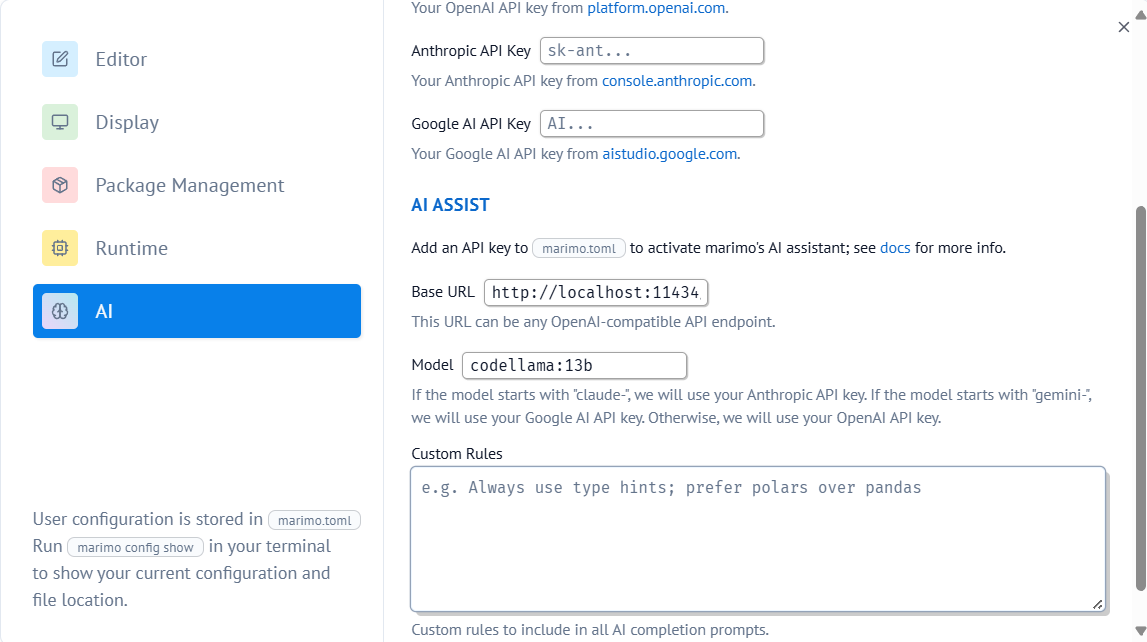 Your OpenAI API key from platform.openai.com.
Editor
Display
Package Management
Runtime
AI
User configuration is stored in marimo.toml
Run marimo config show in your terminal
to show your current configuration and
file location.
Anthropic API Key sk-ant...
Your Anthropic API key from console.anthropic.com.
Google AI API Key AI...
Your Google AI API key from aistudio.google.com.
AI ASSIST
Add an API key to marimo.toml to activate marimo's AI assistant; see docs for more info.
Base URL http://localhost:11434
This URL can be any OpenAI-compatible API endpoint.
Model codellama:13b
If the model starts with "claude-", we will use your Anthropic API key. If the model starts with "gemini-",
we will use your Google AI API key. Otherwise, we will use your OpenAI API key.
Custom Rules
e.g. Always use type hints; prefer polars over pandas
Custom rules to include in all AI completion prompts.